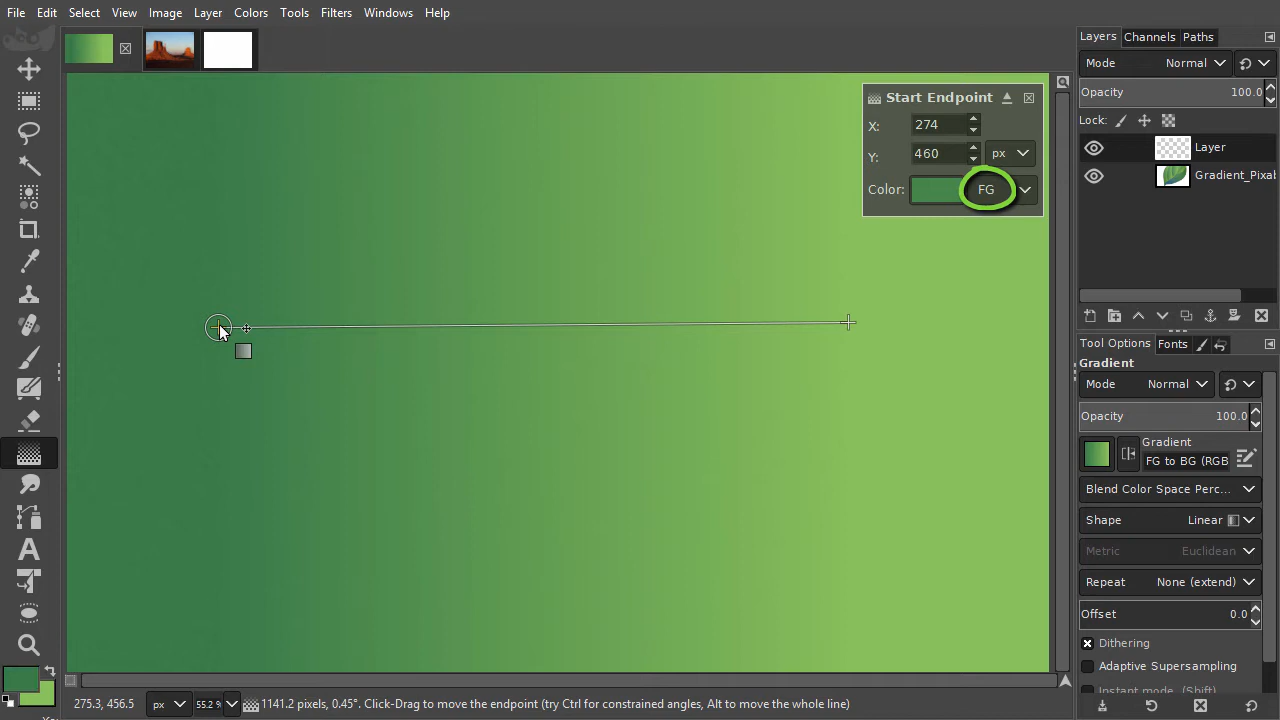 File Edit Select View Image Layer Colors Tools Filters Windows Help
Layers Channels Paths
Mode Normal
Opacity 100.0
Lock:
Layer
Gradient_Pixab
Start Endpoint
X: 274
Y: 460 px
Color: FG
Tool Options Fonts
Gradient
Mode Normal
Opacity 100.0
Gradient
FG to BG (RGB
Blend Color Space Perc...
Shape Linear
Metric Euclidean
Repeat None (extend)
Offset 0.0
Dithering
Adaptive Supersampling
Instant mode (Shift)
275.3, 456.5 px 55.2 1141.2 pixels, 0.45°. Click-Drag to move the endpoint (try Ctrl for constrained angles, Alt to move the whole line)